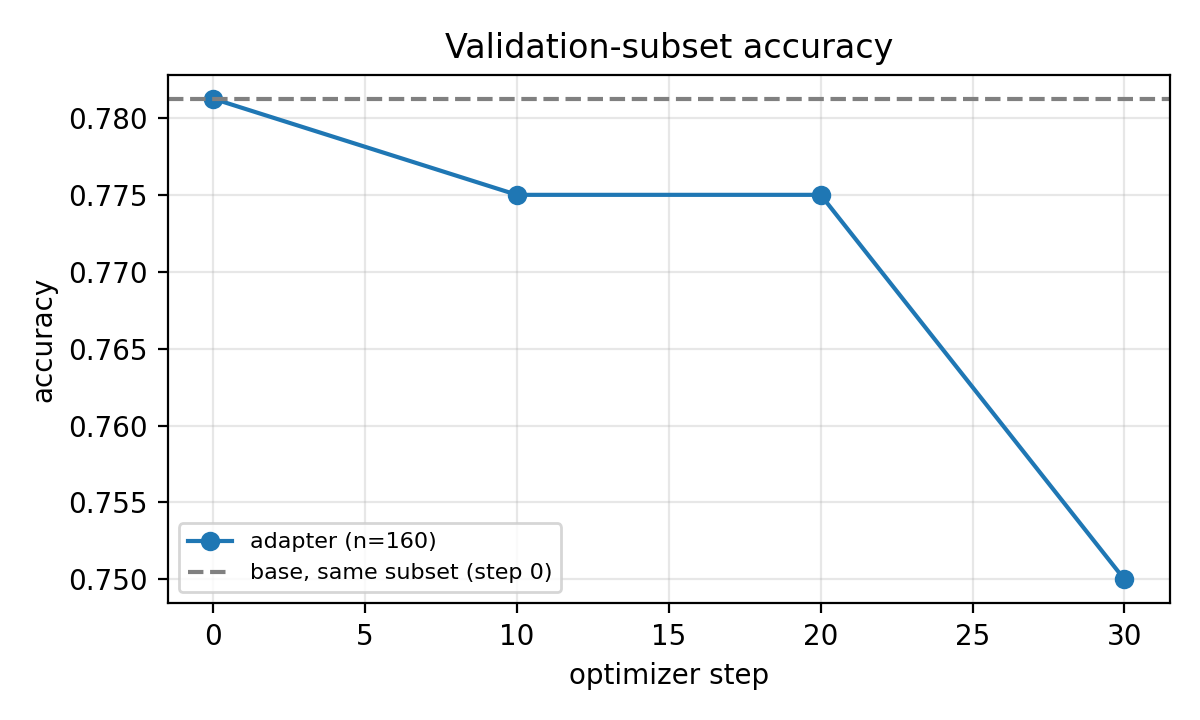 Validation-subset accuracy
0.780
0.775
0.770
0.765
0.760
0.755
0.750
accuracy
adapter (n=160)
base, same subset (step 0)
0 5 10 15 20 25 30
optimizer step